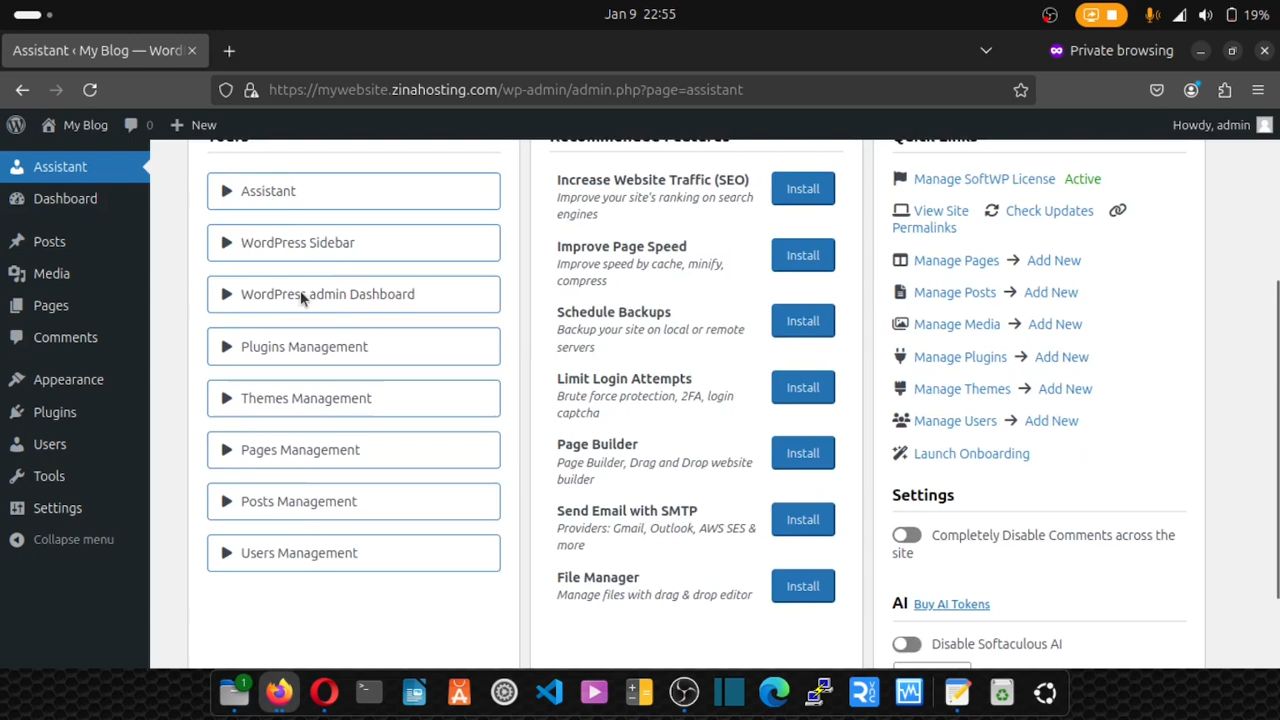 Jan 9 22:55
19%
Assistant ‹ My Blog — Word
Private browsing
https://mywebsite.zinahosting.com/wp-admin/admin.php?page=assistant
My Blog
0
New
Howdy, admin
Assistant
Dashboard
Posts
Media
Pages
Comments
Appearance
Plugins
Users
Tools
Settings
Collapse menu
Tours
Assistant
WordPress Sidebar
WordPress admin Dashboard
Plugins Management
Themes Management
Pages Management
Posts Management
Users Management
Recommended Features
Increase Website Traffic (SEO)
Improve your site's ranking on search
engines
Install
Improve Page Speed
Improve speed by cache, minify,
compress
Install
Schedule Backups
Backup your site on local or remote
servers
Install
Limit Login Attempts
Brute force protection, 2FA, login
captcha
Install
Page Builder
Page Builder, Drag and Drop website
builder
Install
Send Email with SMTP
Providers: Gmail, Outlook, AWS SES &
more
Install
File Manager
Manage files with drag & drop editor
Install
Quick Links
Manage SoftWP License Active
View Site Check Updates
Permalinks
Manage Pages → Add New
Manage Posts → Add New
Manage Media → Add New
Manage Plugins → Add New
Manage Themes → Add New
Manage Users → Add New
Launch Onboarding
Settings
Completely Disable Comments across the
site
AI Buy AI Tokens
Disable Softaculous AI
1